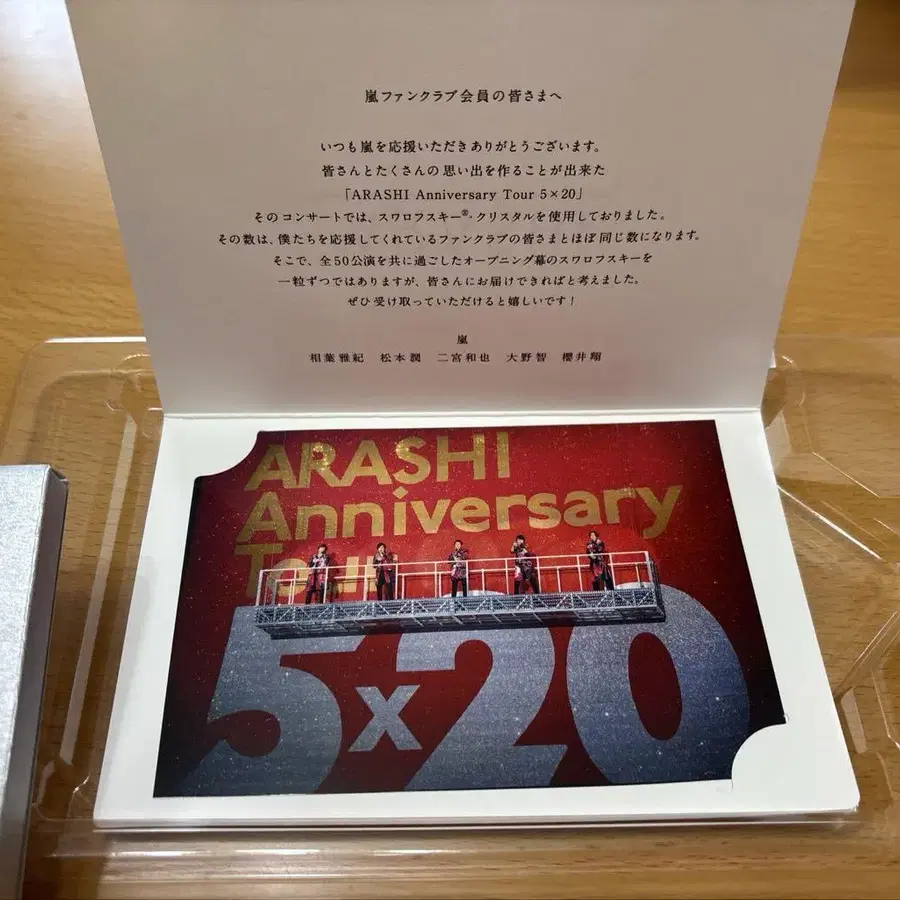 嵐ファンクラブ会員の皆さまへ
いつも嵐を応援いただきありがとうございます。
皆さんとたくさんの思い出を作ることが出来た
「ARASHI Anniversary Tour 5×20」
そのコンサートでは、スワロフスキー®・クリスタルを使用しておりました。
その数は、僕たちを応援してくれているファンクラブの皆さまとほぼ同じ数になります。
そこで、全50公演を共に過ごしたオープニング幕のスワロフスキーを
一粒ずつではありますが、皆さんにお届けできればと考えました。
ぜひ受け取っていただけると嬉しいです！
嵐
相葉雅紀 松本潤 二宮和也 大野智 櫻井翔
ARASHI
Anniversary
Tour
5x20